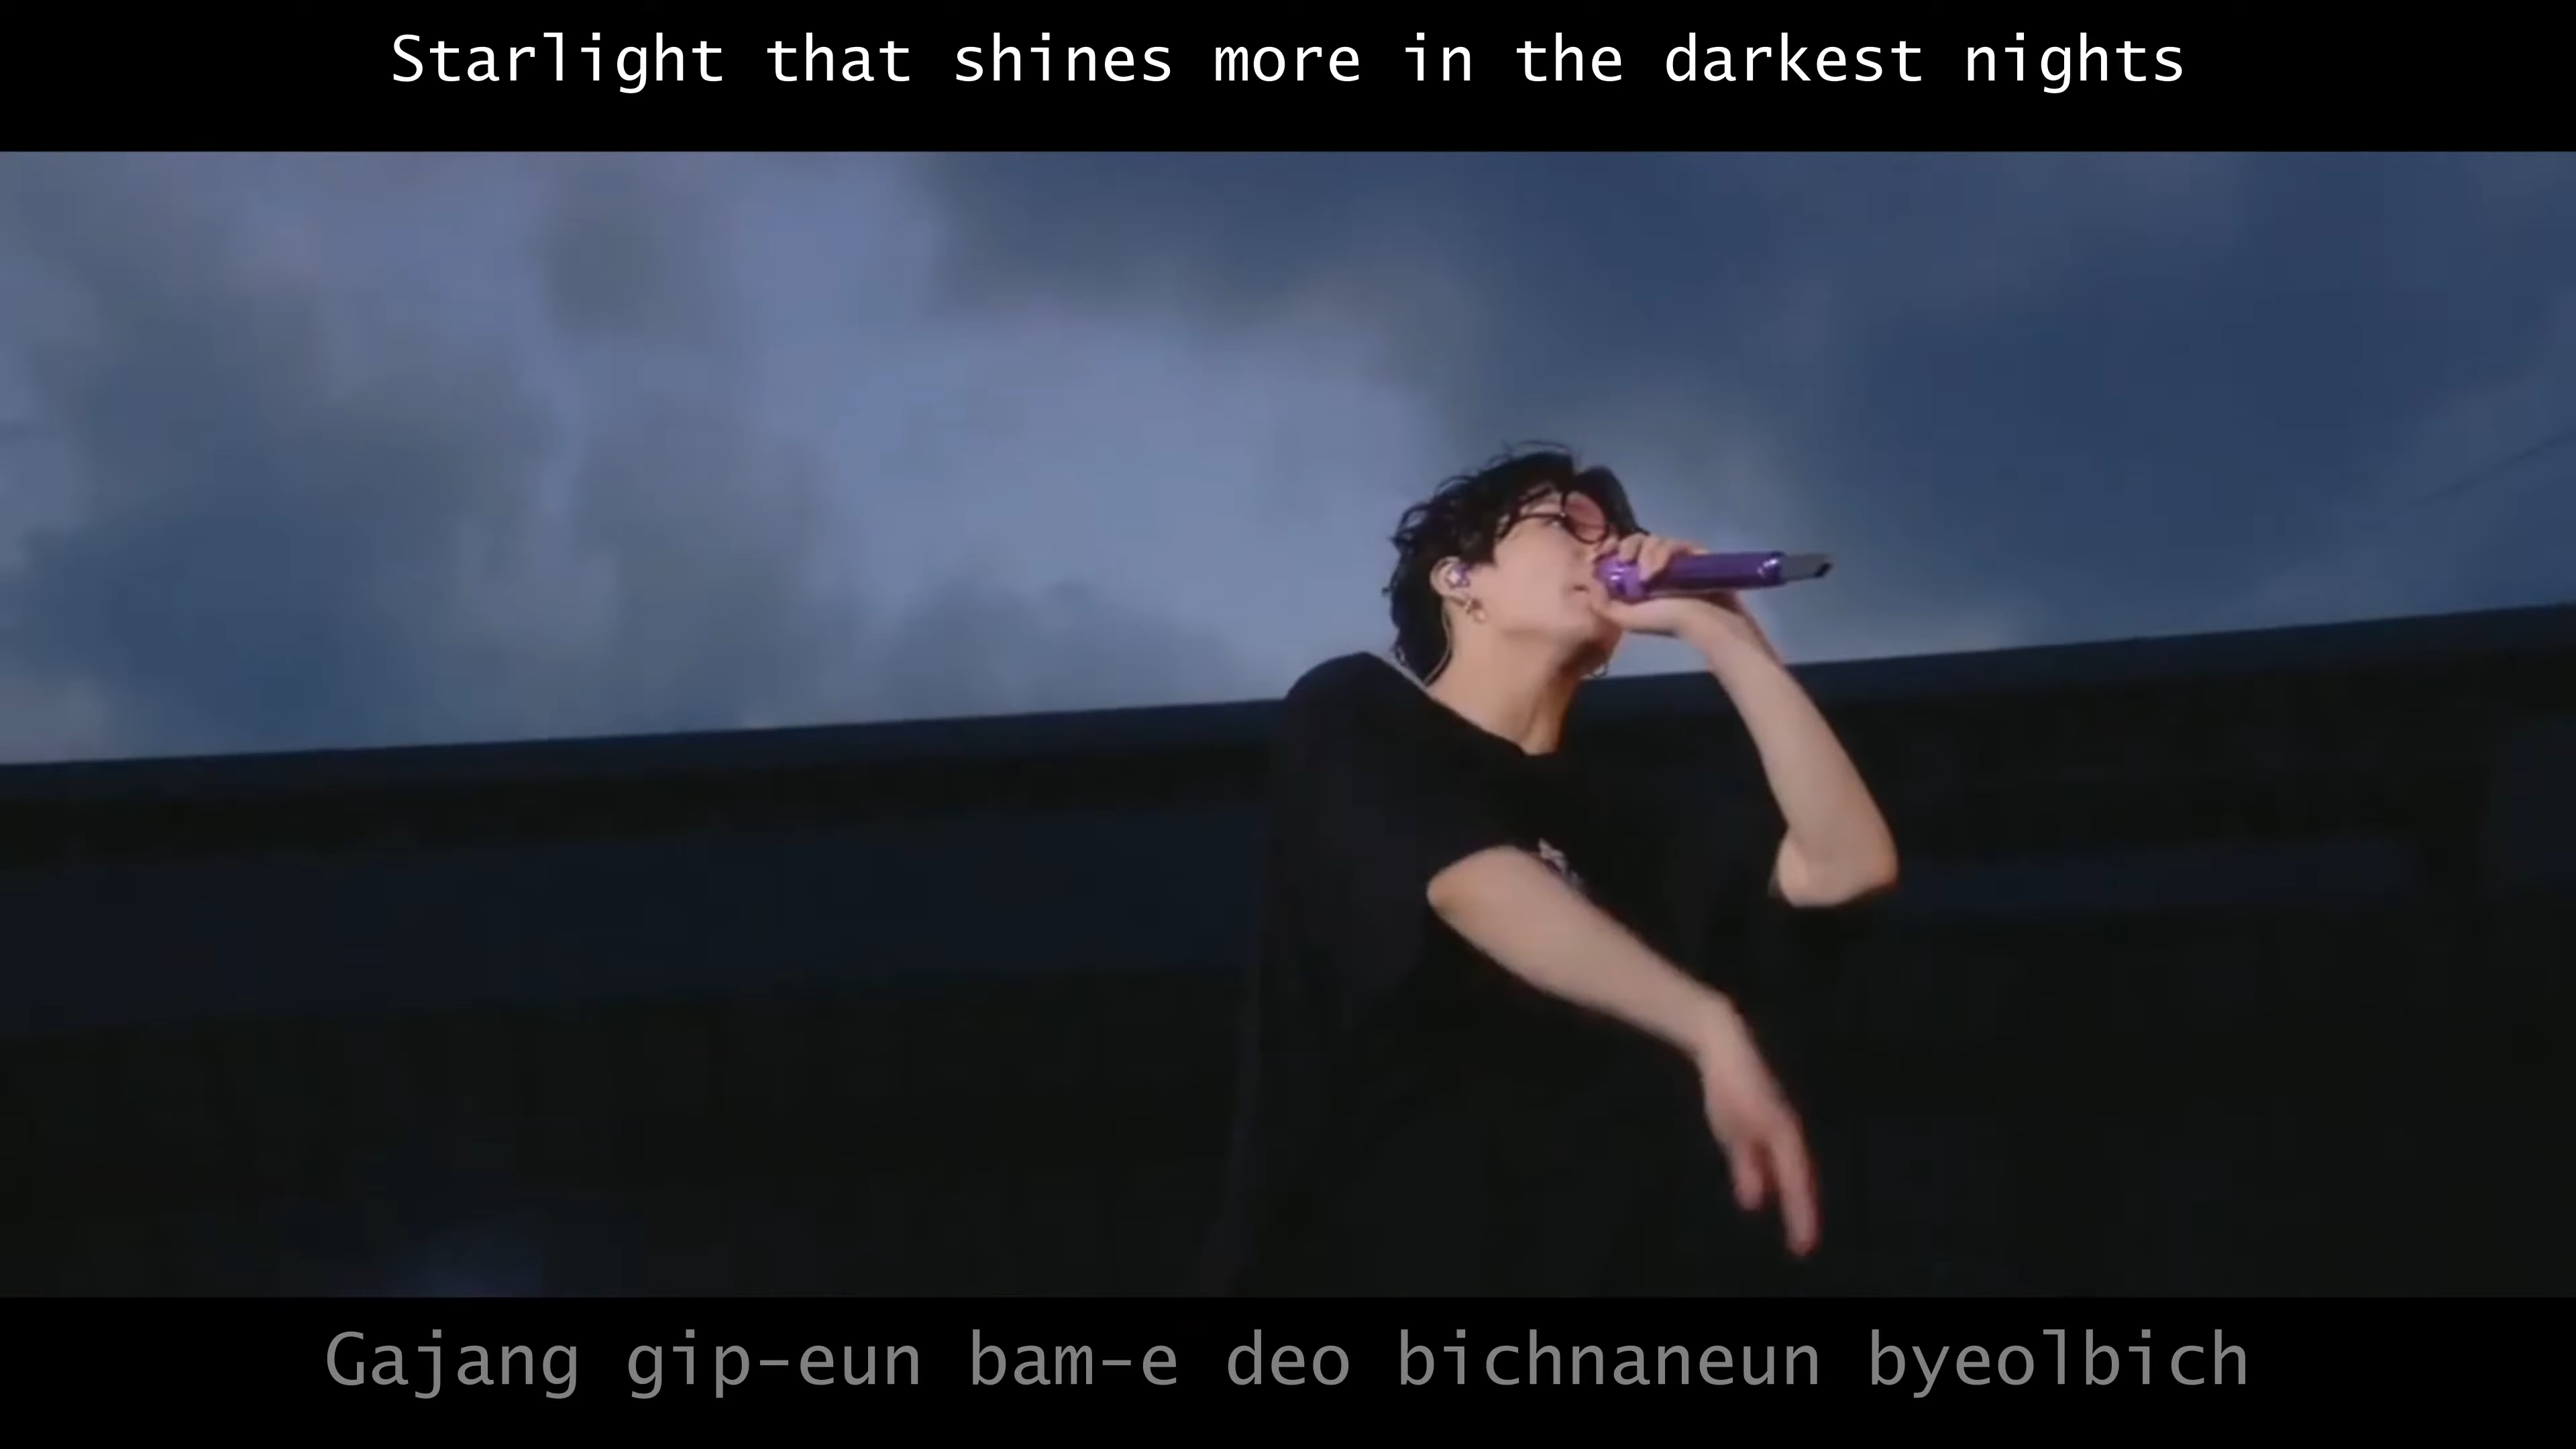 Starlight that shines more in the darkest nights
Gajang gip-eun bam-e deo bichnaneun byeolbich